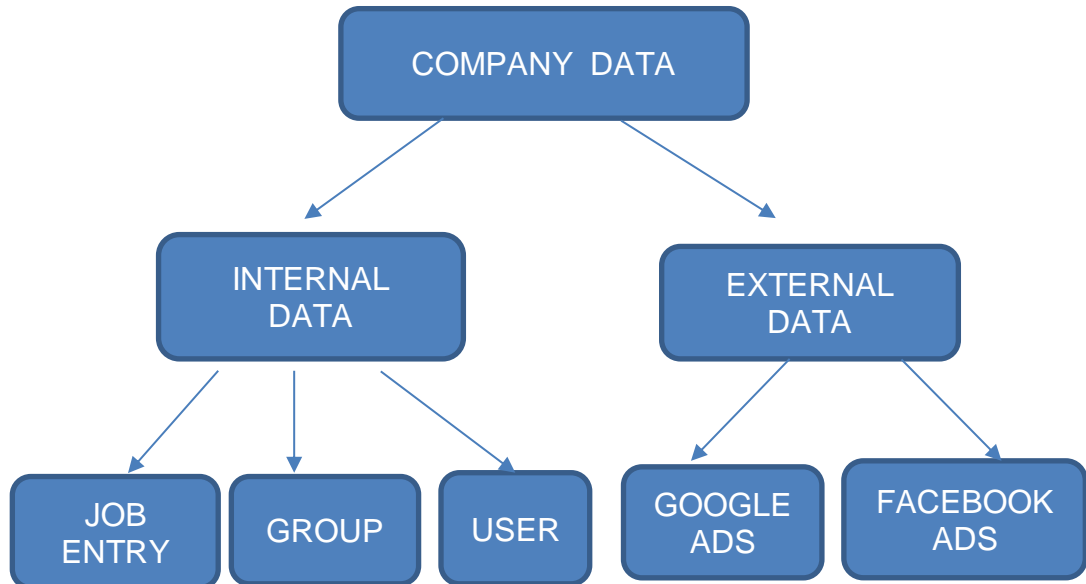 COMPANY DATA
INTERNAL
DATA
EXTERNAL
DATA
JOB
ENTRY
GROUP
USER
GOOGLE
ADS
FACEBOOK
ADS